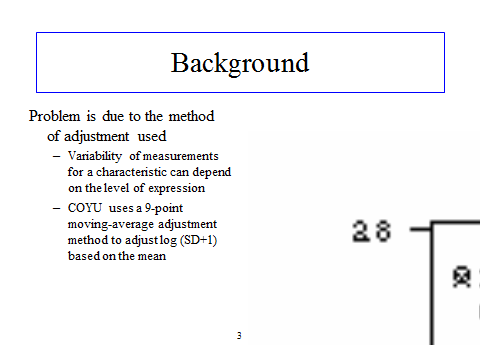 Background
Problem is due to the method
of adjustment used
– Variability of measurements
for a characteristic can depend
on the level of expression
– COYU uses a 9-point
moving-average adjustment
method to adjust log (SD+1)
based on the mean
28
3